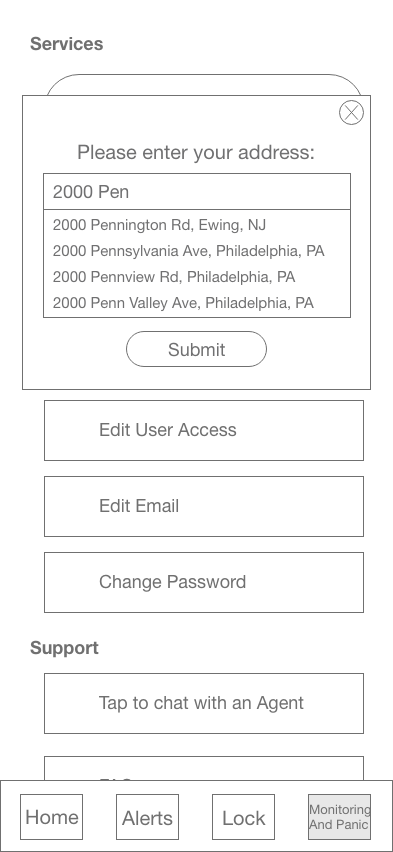 Services
Please enter your address:
2000 Pen
2000 Pennington Rd, Ewing, NJ
2000 Pennsylvania Ave, Philadelphia, PA
2000 Pennview Rd, Philadelphia, PA
2000 Penn Valley Ave, Philadelphia, PA
Submit
Edit User Access
Edit Email
Change Password
Support
Tap to chat with an Agent
Home
Alerts
Lock
Monitoring
And Panic